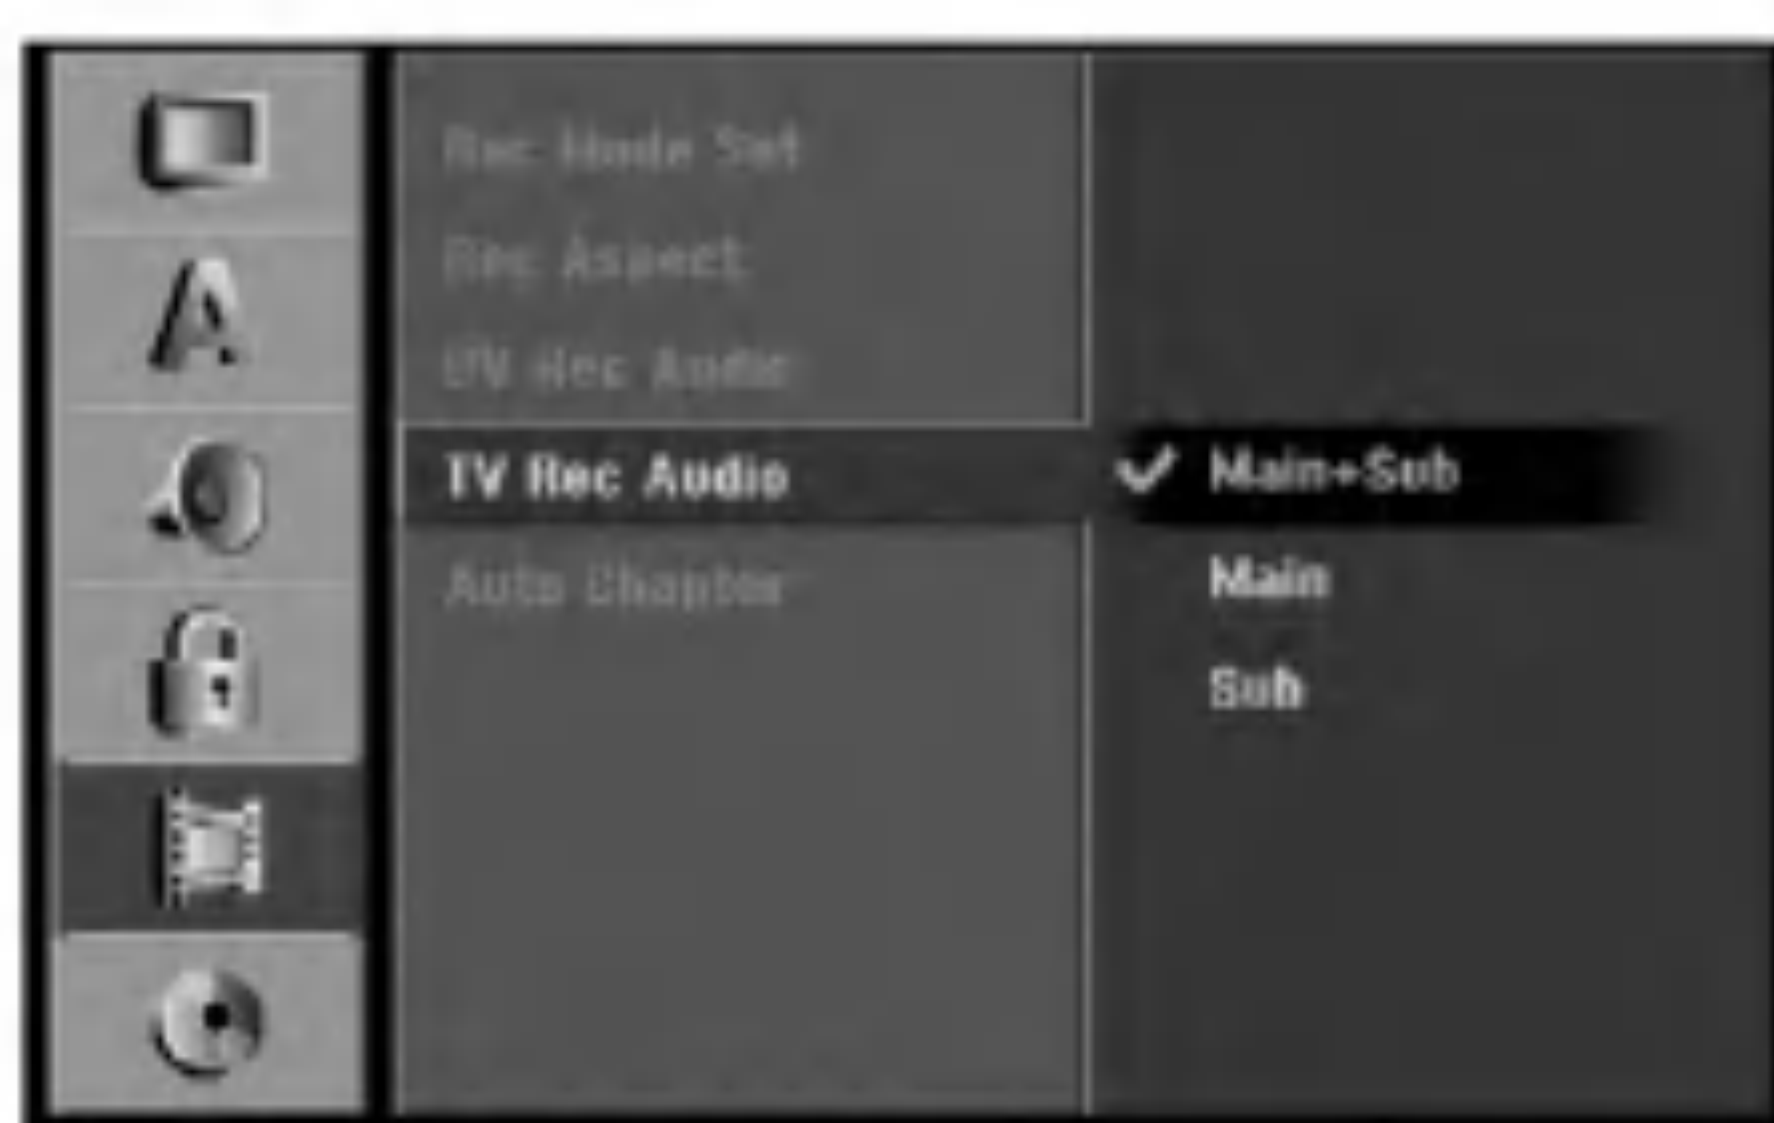 Rec Mode Set
Rec Aspect
DV Rec Audio
TV Rec Audio
Auto Chapter
Main+Sub
Main
Sub